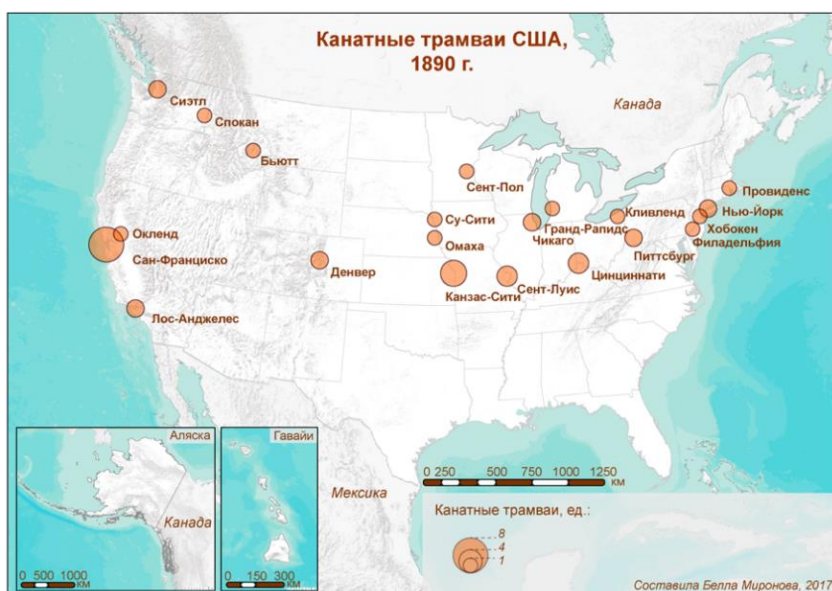 Канатные трамваи США,
1890 г.
Канада
Сиэтл
Спокан
Бьютт
Сент-Пол
Провиденс
Су-Сити
Кливленд
Нью-Йорк
Окленд
Гранд-Рапидс
Хобокен
Омаха
Чикаго
Филадельфия
Сан-Франциско
Питтсбург
Денвер
Цинциннати
Сент-Луис
Канзас-Сити
Лос-Анджелес
Аляска
Гавайи
Канада
Мексика
0 250 500 750 1000 1250
км
Канатные трамваи, ед.:
8
4
1
0 500 1000
км
0 150 300
км
Составила Белла Миронова, 2017